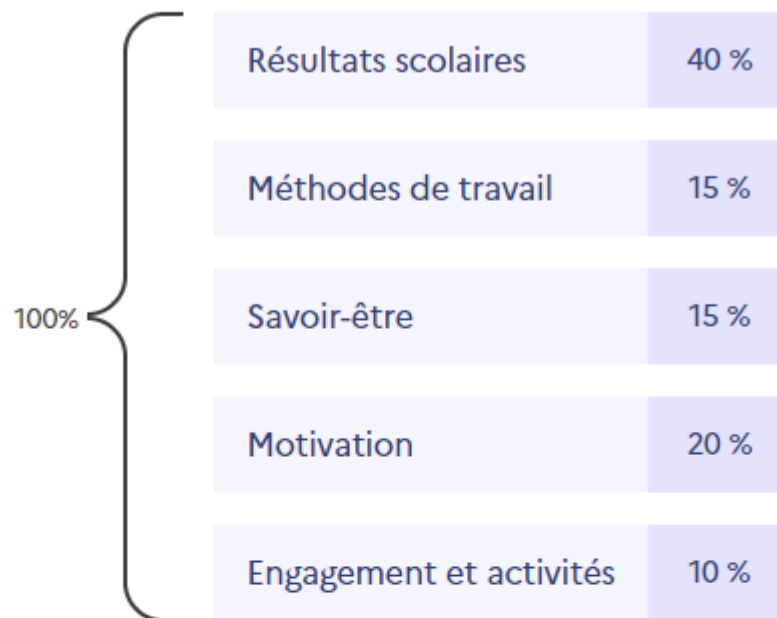 Résultats scolaires 40 %
Méthodes de travail 15 %
100%
Savoir-être 15 %
Motivation 20 %
Engagement et activités 10 %